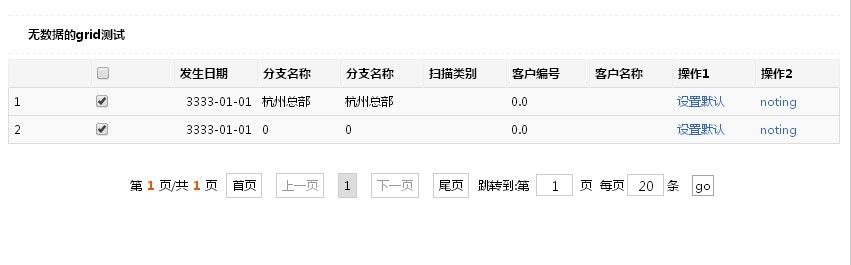 无数据的grid测试
发生日期 分支名称 分支名称 扫描类别 客户编号 客户名称 操作1 操作2
1 3333-01-01 杭州总部 杭州总部 0.0 设置默认 noting
2 3333-01-01 0 0 0.0 设置默认 noting
第 1 页/共 1 页 首页 上一页 1 下一页 尾页 跳转到:第 1 页 每页 20 条 go